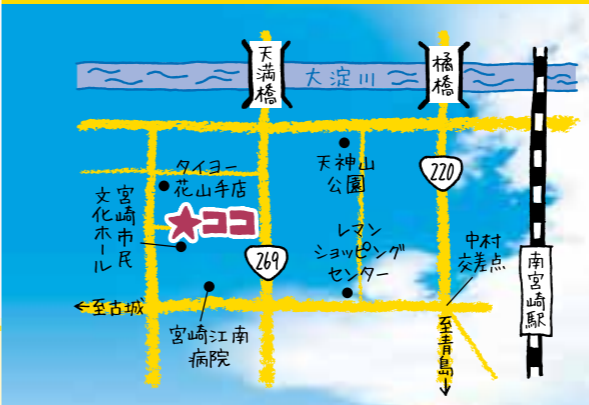 天満橋
大淀川
橘橋
タイヨー
花山手店
天神山
公園
220
宮崎市民
文化ホール
★ココ
269
レマン
ショッピング
センター
中村
交差点
南宮崎駅
←至古城
宮崎江南
病院
至青島→